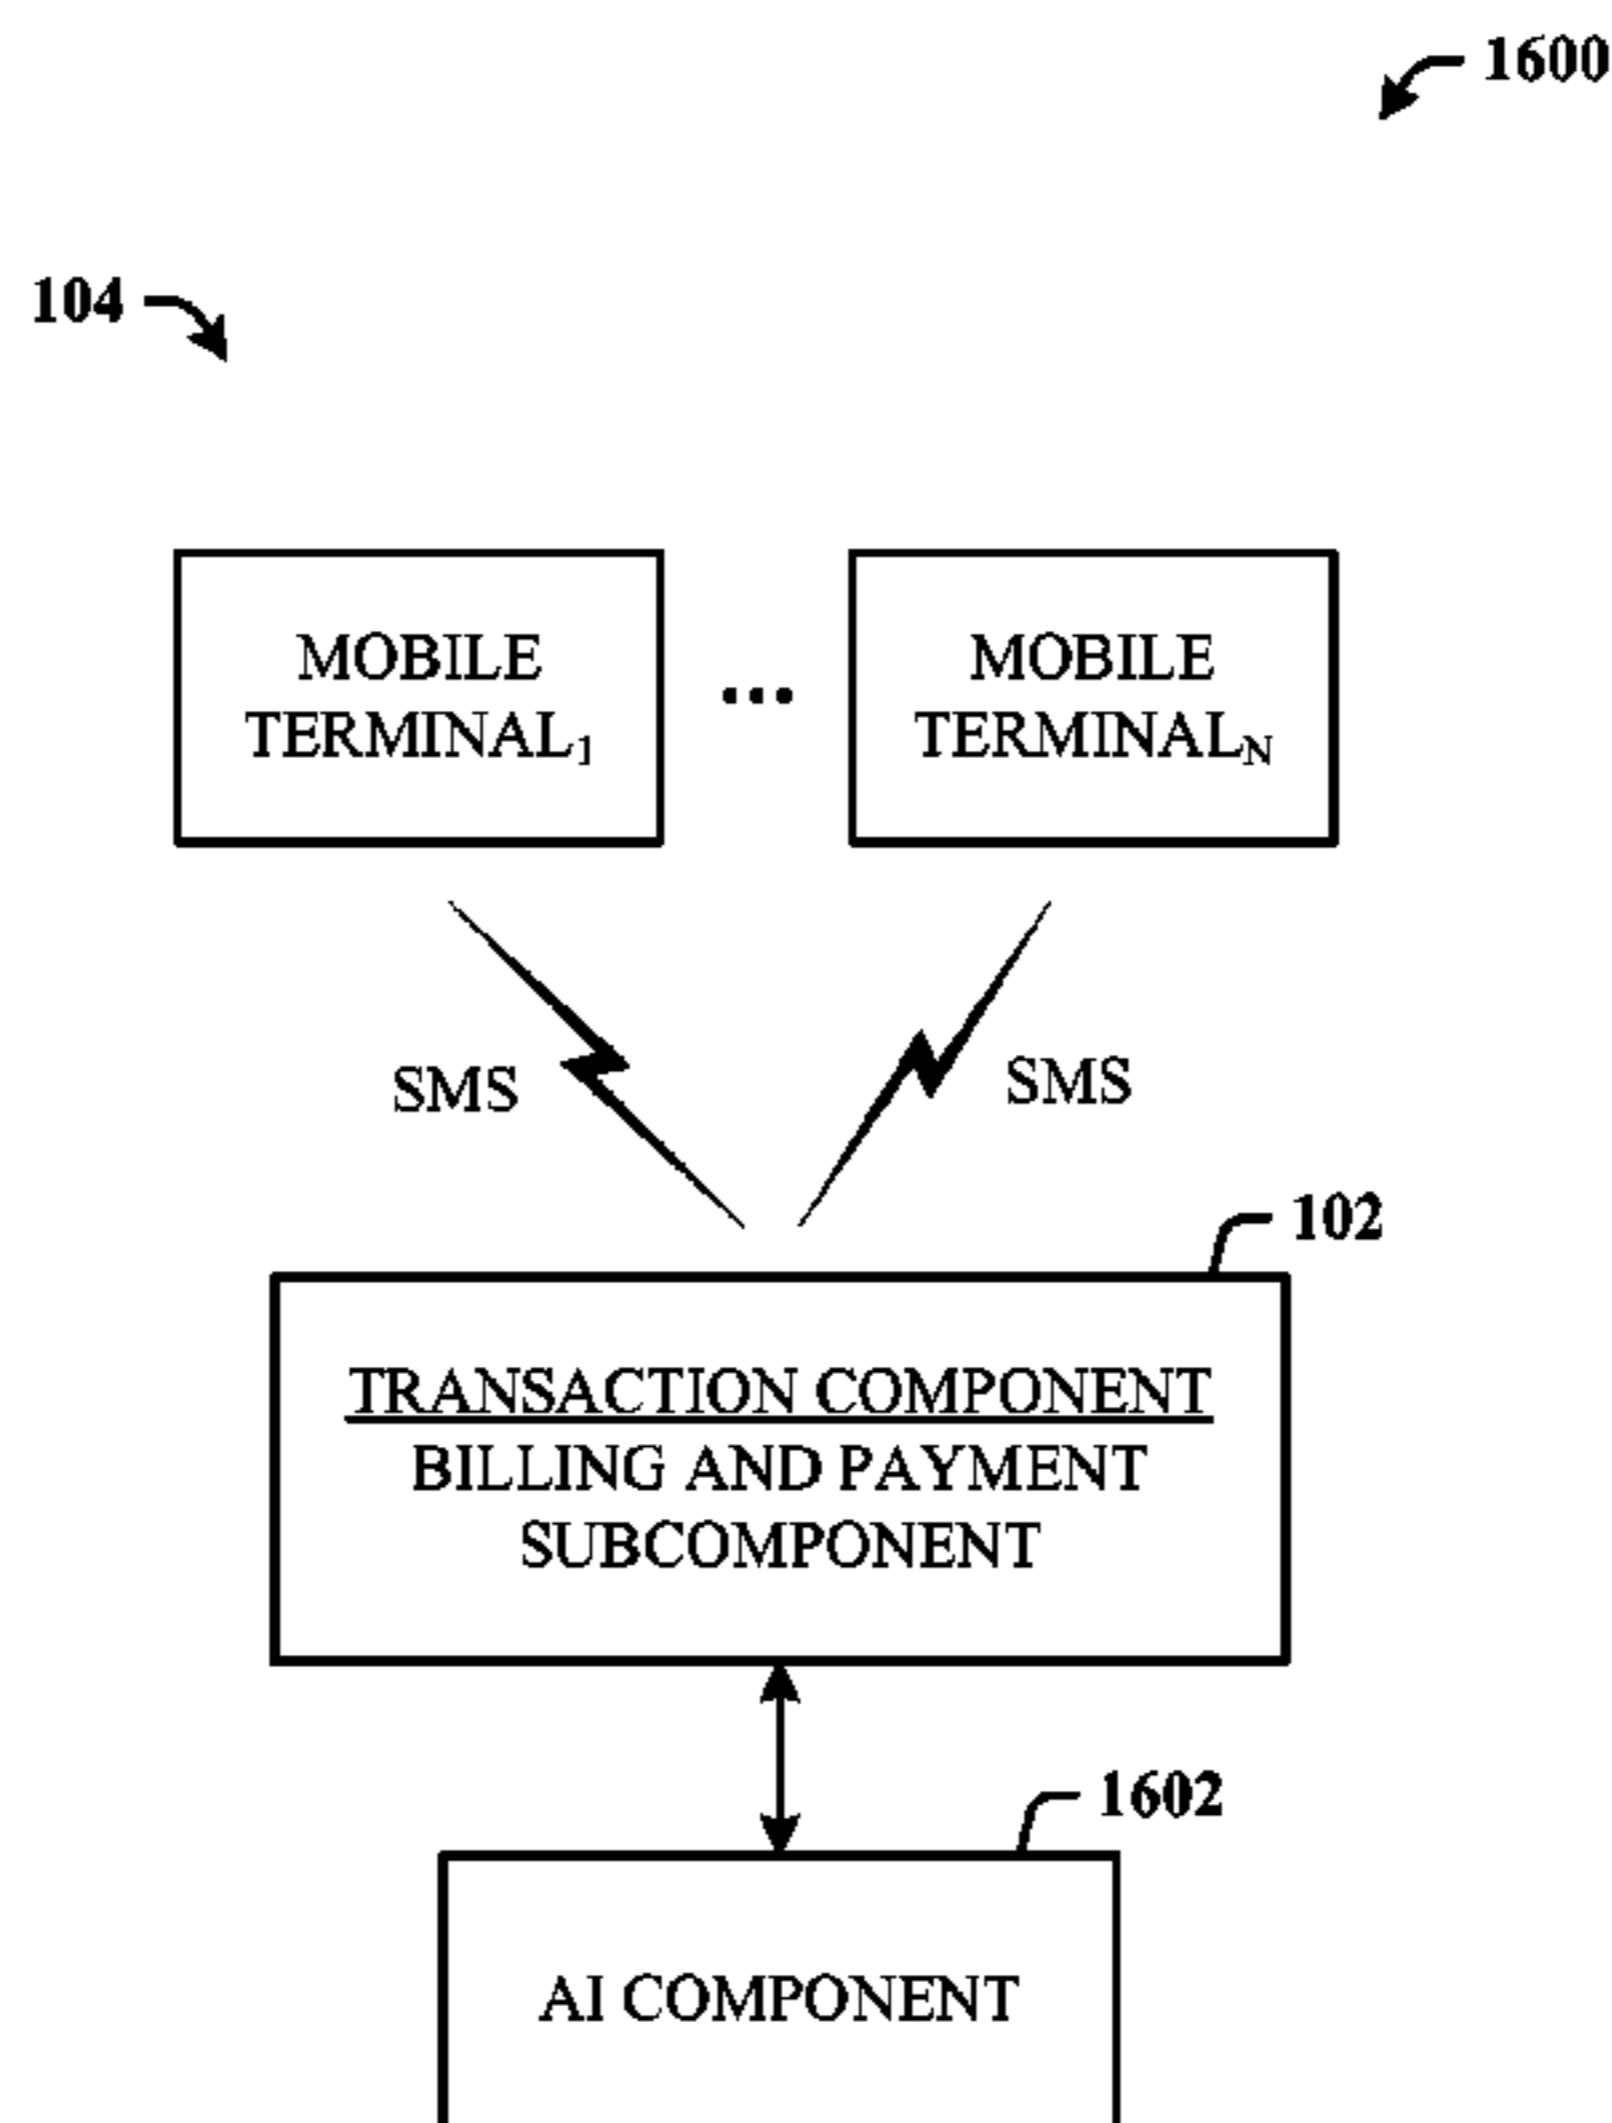 1600
104
MOBILE
TERMINAL1
...
MOBILE
TERMINALN
SMS
SMS
102
TRANSACTION COMPONENT
BILLING AND PAYMENT
SUBCOMPONENT
1602
AI COMPONENT